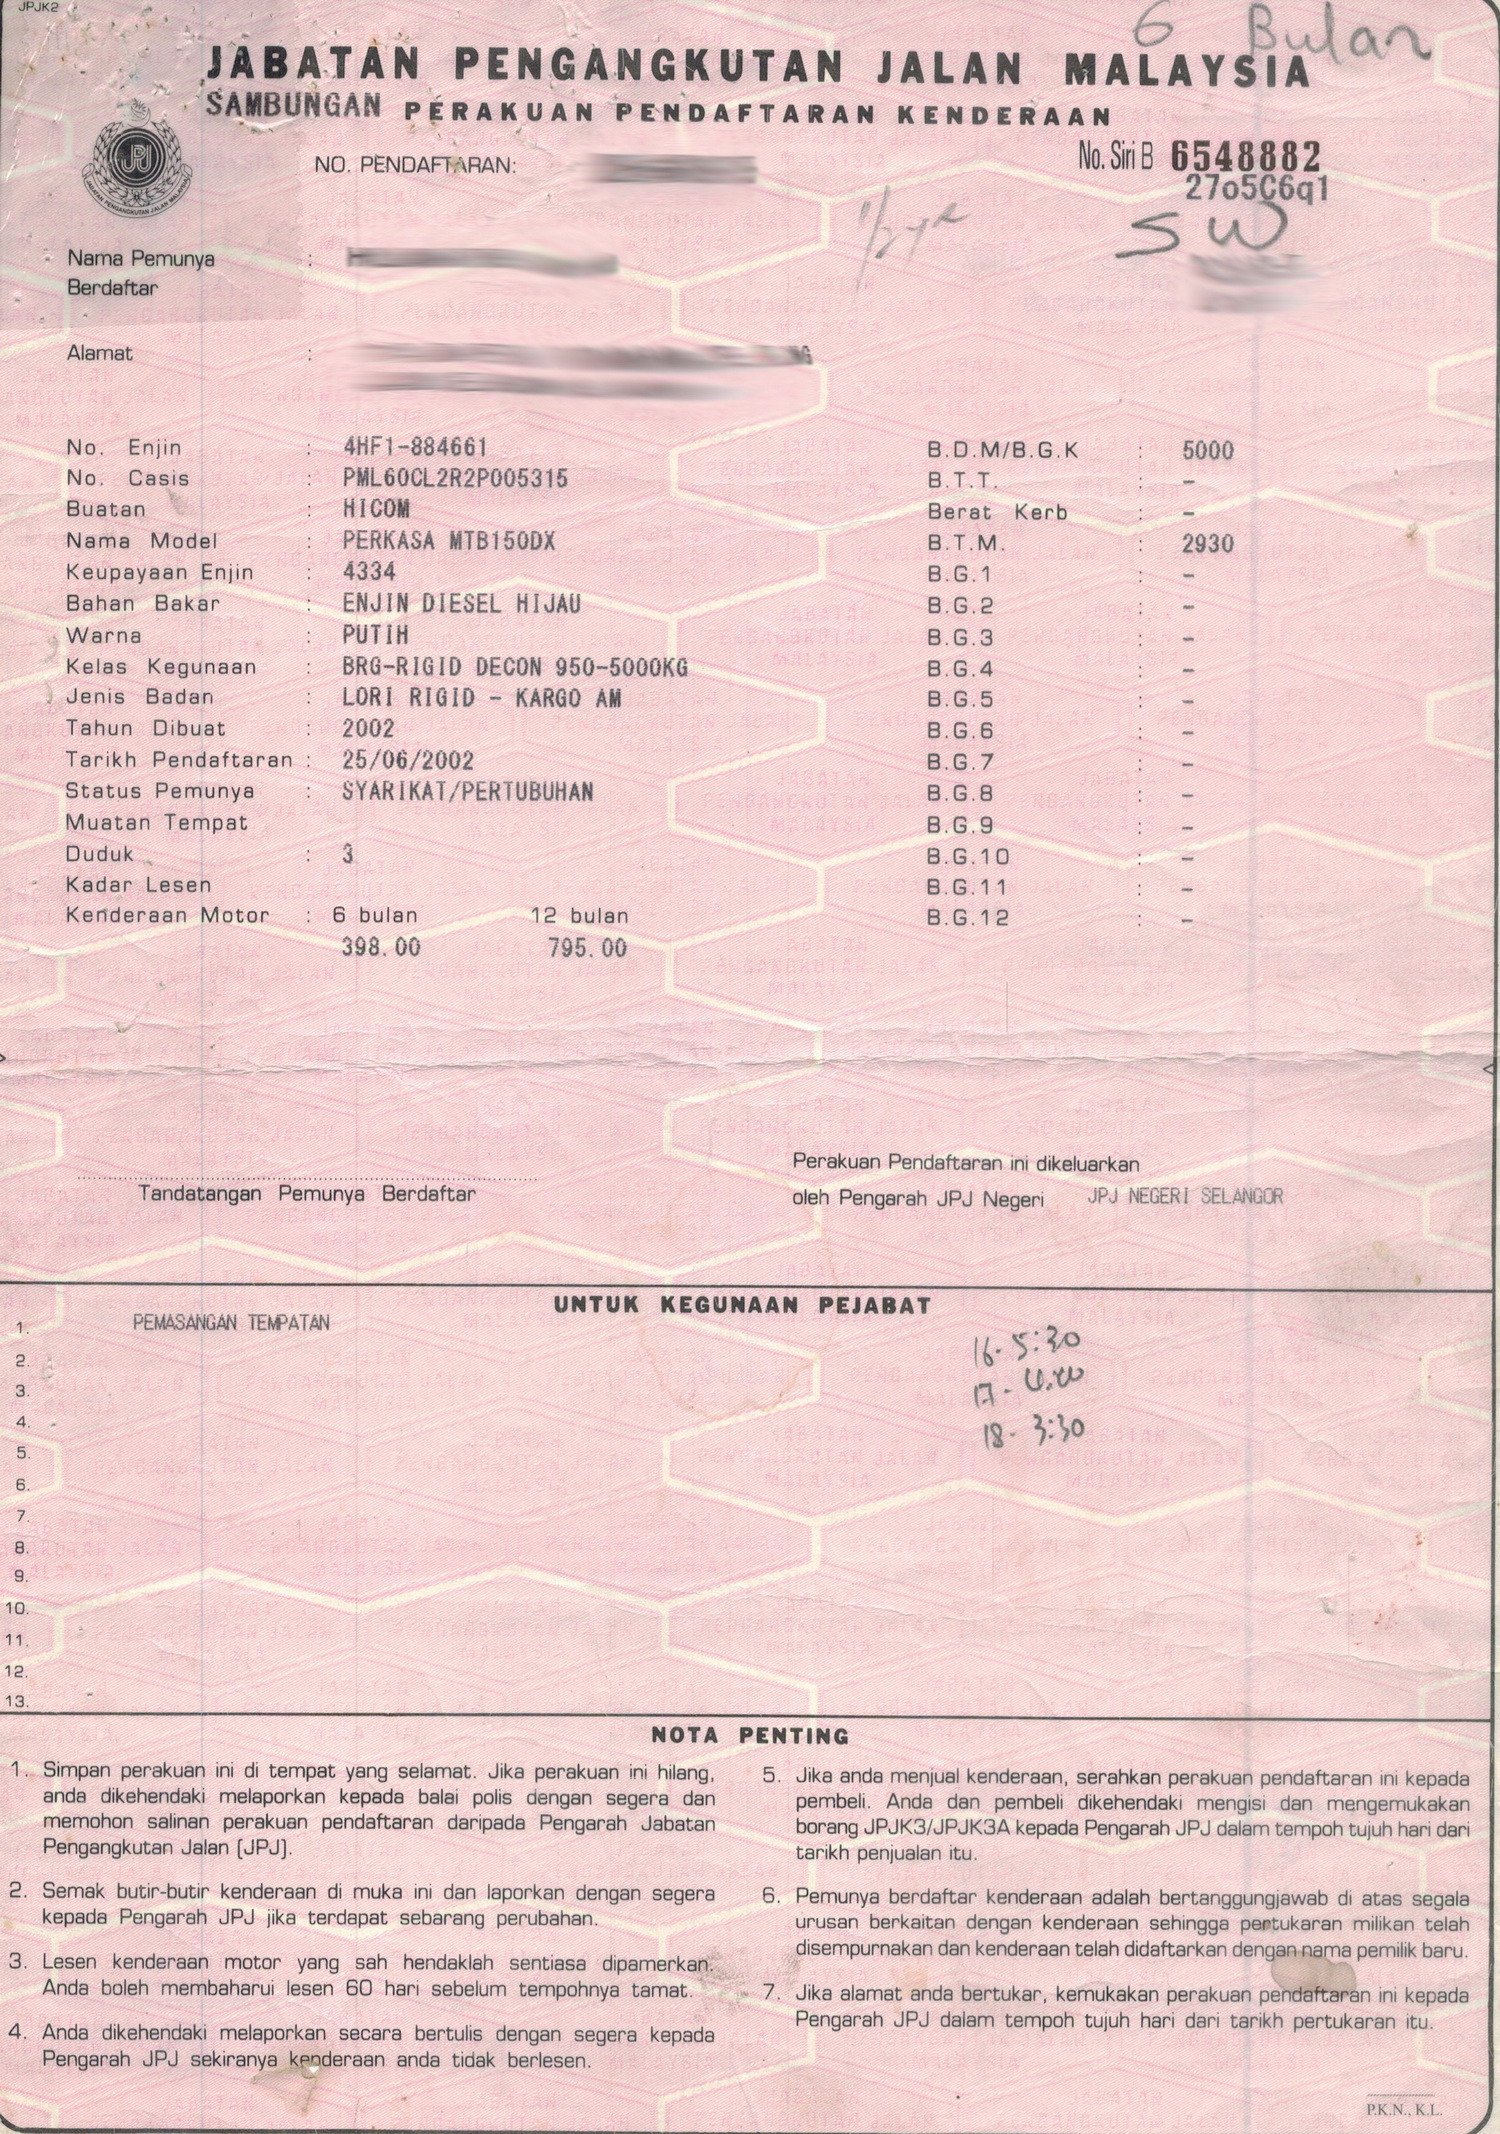 JPJK2
6 Bulan
JABATAN PENGANGKUTAN JALAN MALAYSIA
SAMBUNGAN PERAKUAN PENDAFTARAN KENDERAAN
NO. PENDAFTARAN:
No. Siri B 6548882
27o5C6q1
1/2 yr
SW
JPJ
JABATAN PENGANGKUTAN JALAN MALAYSIA
Nama Pemunya :
Berdaftar
Alamat :
No. Enjin : 4HF1-884661
No. Casis : PML60CL2R2P005315
Buatan : HICOM
Nama Model : PERKASA MTB150DX
Keupayaan Enjin : 4334
Bahan Bakar : ENJIN DIESEL HIJAU
Warna : PUTIH
Kelas Kegunaan : BRG-RIGID DECON 950-5000KG
Jenis Badan : LORI RIGID - KARGO AM
Tahun Dibuat : 2002
Tarikh Pendaftaran : 25/06/2002
Status Pemunya : SYARIKAT/PERTUBUHAN
Muatan Tempat
Duduk : 3
Kadar Lesen
Kenderaan Motor : 6 bulan 12 bulan
398.00 795.00
B.D.M/B.G.K : 5000
B.T.T. : -
Berat Kerb : -
B.T.M. : 2930
B.G.1 : -
B.G.2 : -
B.G.3 : -
B.G.4 : -
B.G.5 : -
B.G.6 : -
B.G.7 : -
B.G.8 : -
B.G.9 : -
B.G.10 : -
B.G.11 : -
B.G.12 : -
Tandatangan Pemunya Berdaftar
Perakuan Pendaftaran ini dikeluarkan
oleh Pengarah JPJ Negeri JPJ NEGERI SELANGOR
UNTUK KEGUNAAN PEJABAT
1. PEMASANGAN TEMPATAN
2.
3.
4.
5.
6.
7.
8.
9.
10.
11.
12.
13.
16- 5:30
17-
18- 3:30
NOTA PENTING
1. Simpan perakuan ini di tempat yang selamat. Jika perakuan ini hilang,
anda dikehendaki melaporkan kepada balai polis dengan segera dan
memohon salinan perakuan pendaftaran daripada Pengarah Jabatan
Pengangkutan Jalan (JPJ).
2. Semak butir-butir kenderaan di muka ini dan laporkan dengan segera
kepada Pengarah JPJ jika terdapat sebarang perubahan.
3. Lesen kenderaan motor yang sah hendaklah sentiasa dipamerkan.
Anda boleh membaharui lesen 60 hari sebelum tempohnya tamat.
4. Anda dikehendaki melaporkan secara bertulis dengan segera kepada
Pengarah JPJ sekiranya kenderaan anda tidak berlesen.
5. Jika anda menjual kenderaan, serahkan perakuan pendaftaran ini kepada
pembeli. Anda dan pembeli dikehendaki mengisi dan mengemukakan
borang JPJK3/JPJK3A kepada Pengarah JPJ dalam tempoh tujuh hari dari
tarikh penjualan itu.
6. Pemunya berdaftar kenderaan adalah bertanggungjawab di atas segala
urusan berkaitan dengan kenderaan sehingga pertukaran milikan telah
disempurnakan dan kenderaan telah didaftarkan dengan nama pemilik baru.
7. Jika alamat anda bertukar, kemukakan perakuan pendaftaran ini kepada
Pengarah JPJ dalam tempoh tujuh hari dari tarikh pertukaran itu.
P.K.N., K.L.